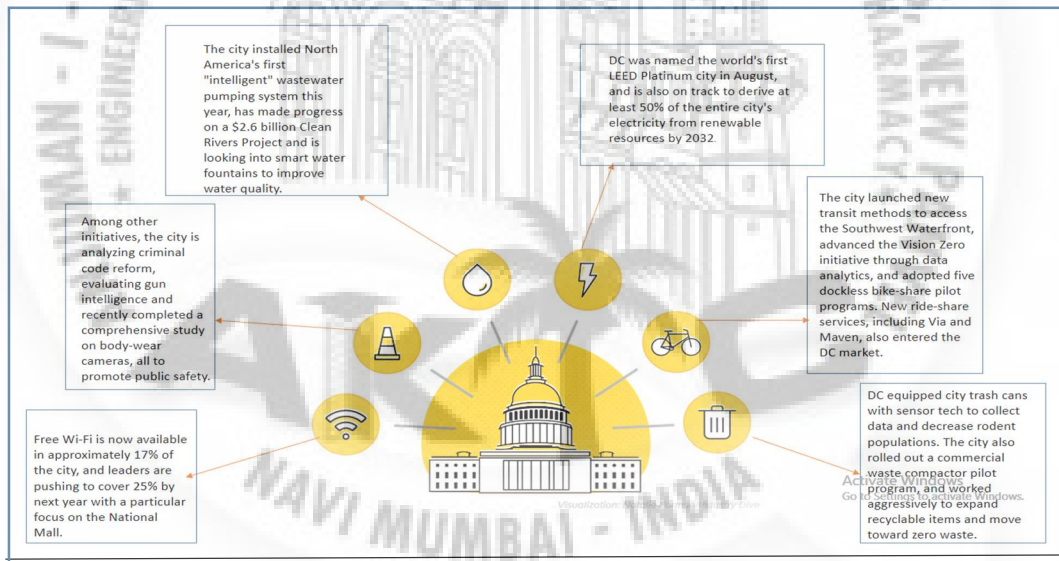 The city installed North
America's first
"intelligent" wastewater
pumping system this
year, has made progress
on a $2.6 billion Clean
Rivers Project and is
looking into smart water
fountains to improve
water quality.
DC was named the world's first
LEED Platinum city in August,
and is also on track to derive at
least 50% of the entire city's
electricity from renewable
resources by 2032.
Among other
initiatives, the city is
analyzing criminal
code reform,
evaluating gun
intelligence and
recently completed a
comprehensive study
on body-wear
cameras, all to
promote public safety.
The city launched new
transit methods to access
the Southwest Waterfront,
advanced the Vision Zero
initiative through data
analytics, and adopted five
dockless bike-share pilot
programs. New ride-share
services, including Via and
Maven, also entered the
DC market.
Free Wi-Fi is now available
in approximately 17% of
the city, and leaders are
pushing to cover 25% by
next year with a particular
focus on the National
Mall.
DC equipped city trash cans
with sensor tech to collect
data and decrease rodent
populations. The city also
rolled out a commercial
waste compactor pilot
program, and worked
aggressively to expand
recyclable items and move
toward zero waste.
Activate Windows
Go to Settings to activate Windows.
NAVI MUMBAI - INDIA